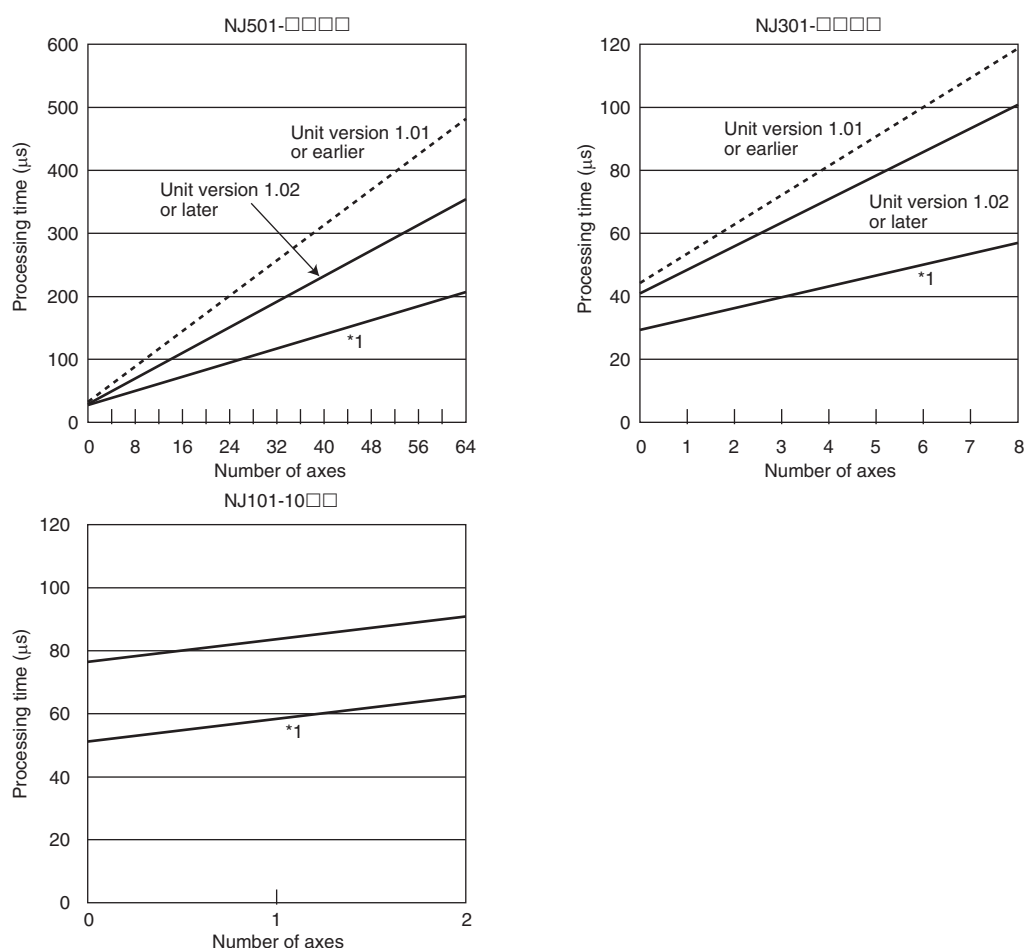 NJ501-□□□□
600
500
400
300
200
100
0
Processing time (μs)
Unit version 1.01
or earlier
Unit version 1.02
or later
*1
0 8 16 24 32 40 48 56 64
Number of axes
NJ301-□□□□
120
100
80
60
40
20
0
Processing time (μs)
Unit version 1.01
or earlier
Unit version 1.02
or later
*1
0 1 2 3 4 5 6 7 8
Number of axes
NJ101-10□□
120
100
80
60
40
20
0
Processing time (μs)
*1
0 1 2
Number of axes